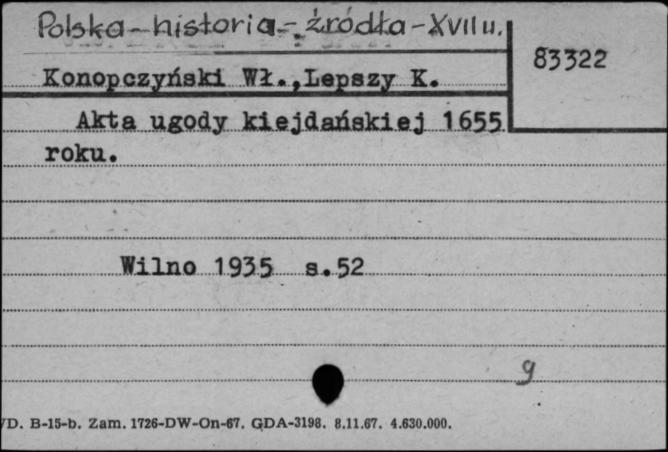 Polska - historia - źródła - XVII w.
83322
Konopczyński Wł., Lepszy K.
Akta ugody kiejdańskiej 1655
roku.
Wilno 1935 s.52
g
/D. B-15-b. Zam. 1726-DW-On-67. GDA-3198. 8.11.67. 4.630.000.